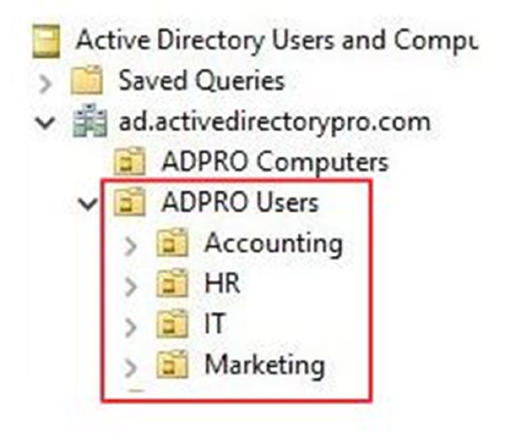 Active Directory Users and Compu
Saved Queries
ad.activedirectorypro.com
ADPRO Computers
ADPRO Users
Accounting
HR
IT
Marketing